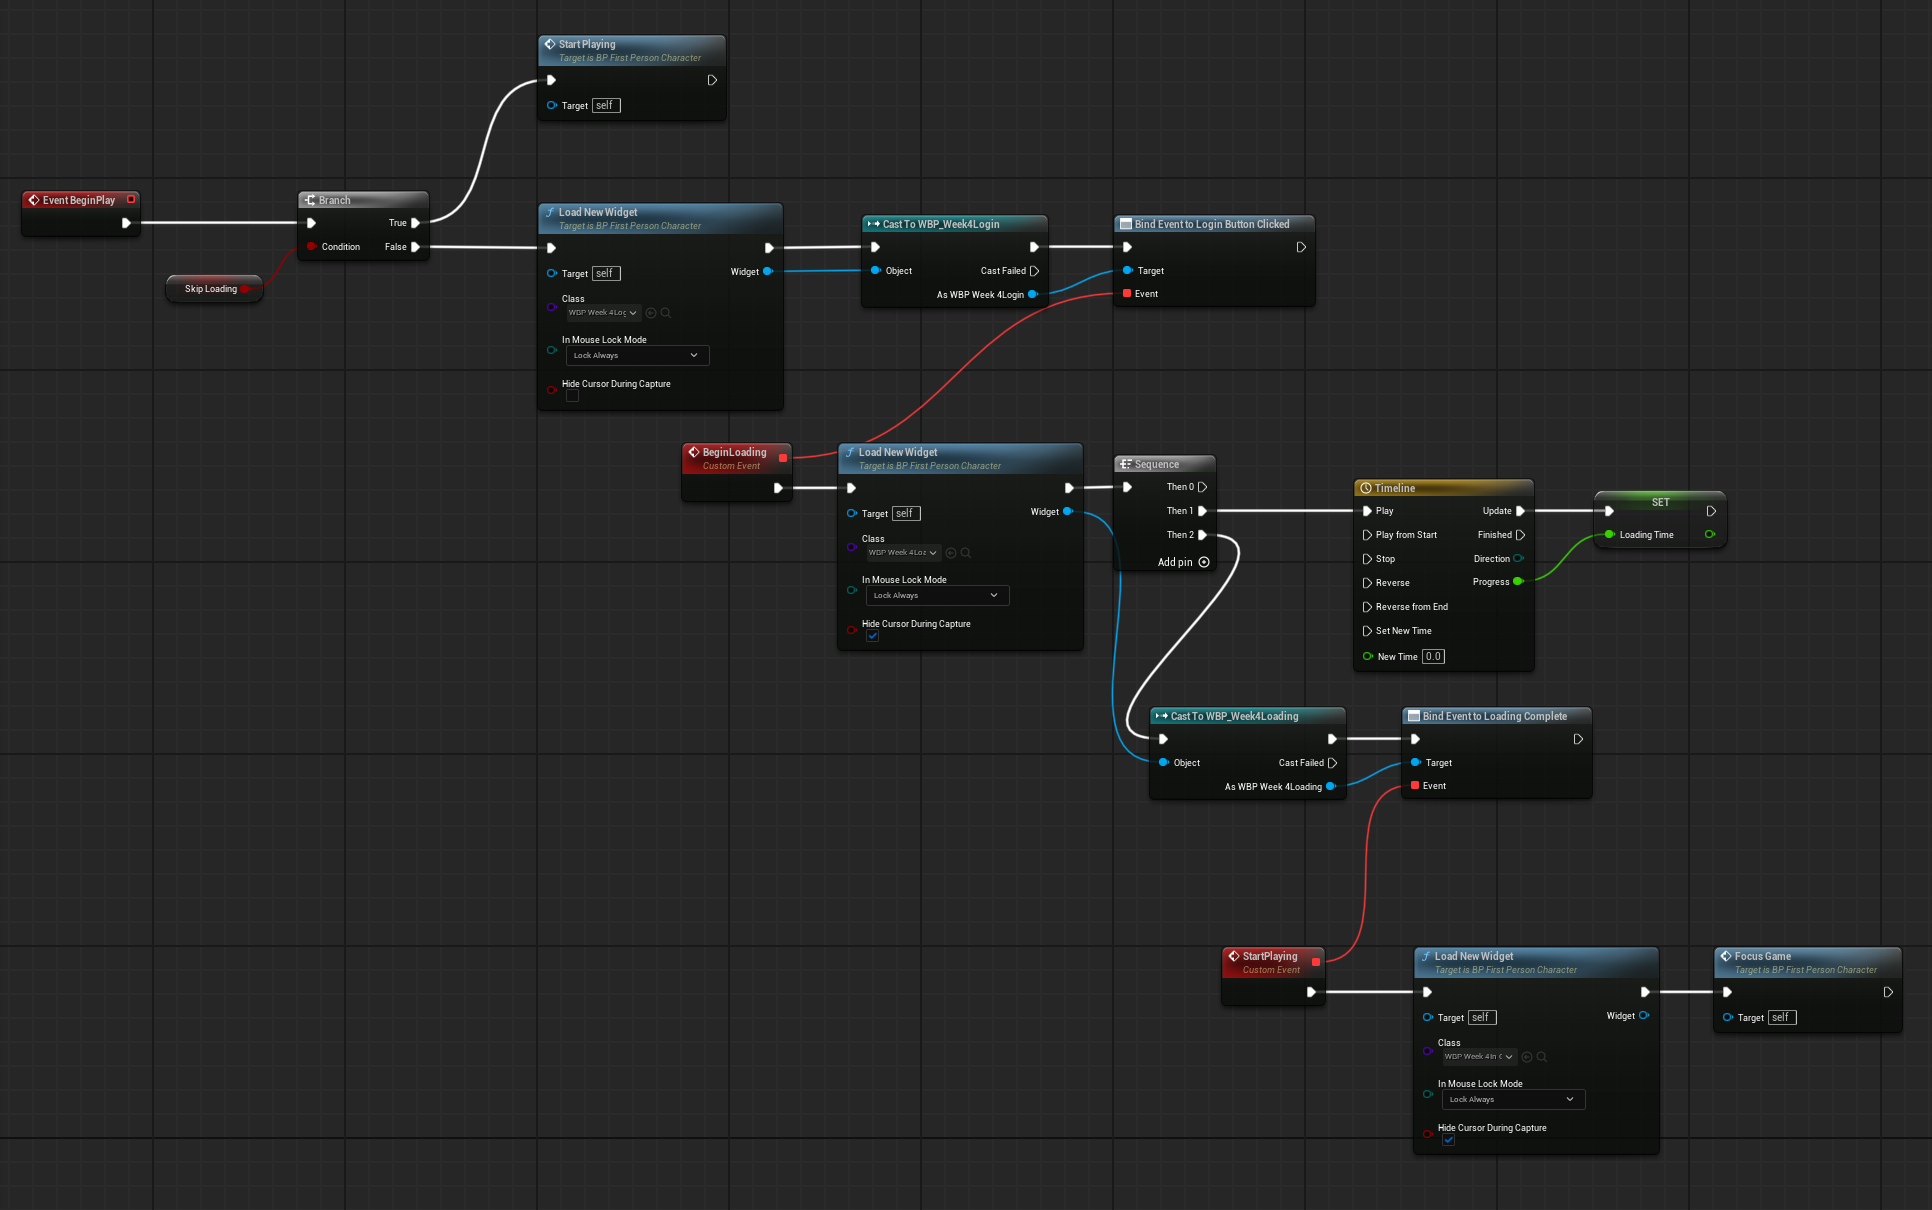 Start Playing
Target is BP First Person Character
Target self
Event BeginPlay
Branch
True
Condition False
Skip Loading
Load New Widget
Target is BP First Person Character
Target self
Widget
Class
WBP Week 4Log
In Mouse Lock Mode
Lock Always
Hide Cursor During Capture
Cast To WBP_Week4Login
Object
Cast Failed
As WBP Week 4Login
Bind Event to Login Button Clicked
Target
Event
BeginLoading
Custom Event
Load New Widget
Target is BP First Person Character
Target self
Widget
Class
WBP Week 4Loa
In Mouse Lock Mode
Lock Always
Hide Cursor During Capture
Sequence
Then 0
Then 1
Then 2
Add pin
Timeline
Play Update
Play from Start Finished
Stop Direction
Reverse Progress
Reverse from End
Set New Time
New Time 0.0
SET
Loading Time
Cast To WBP_Week4Loading
Object
Cast Failed
As WBP Week 4Loading
Bind Event to Loading Complete
Target
Event
StartPlaying
Custom Event
Load New Widget
Target is BP First Person Character
Target self
Widget
Class
WBP Week 4In
In Mouse Lock Mode
Lock Always
Hide Cursor During Capture
Focus Game
Target is BP First Person Character
Target self